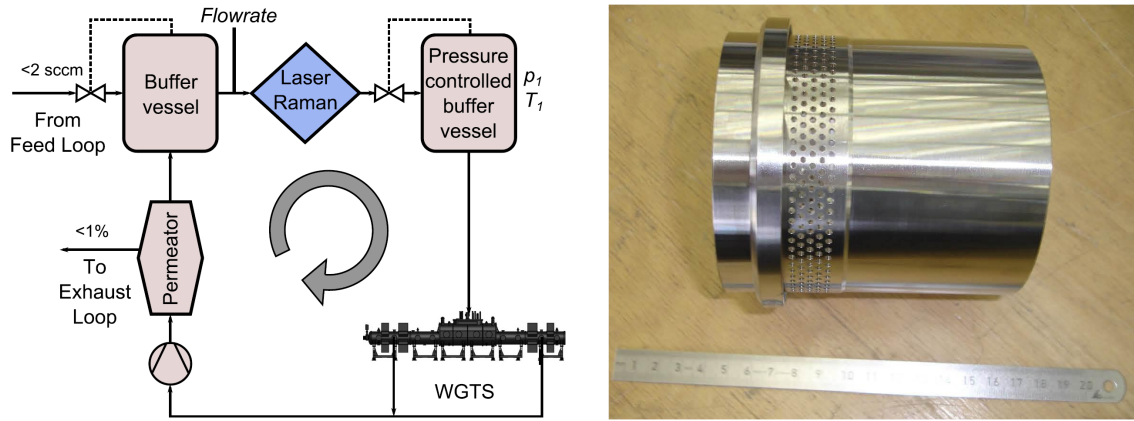 Flowrate
<2 sccm
From
Feed Loop
Buffer
vessel
Laser
Raman
Pressure
controlled
buffer
vessel
p1
T1
<1%
To
Exhaust
Loop
Permeator
WGTS
1 2 3 4 5 6 7 8 9 10 11 12 13 14 15 16 17 18 19 20